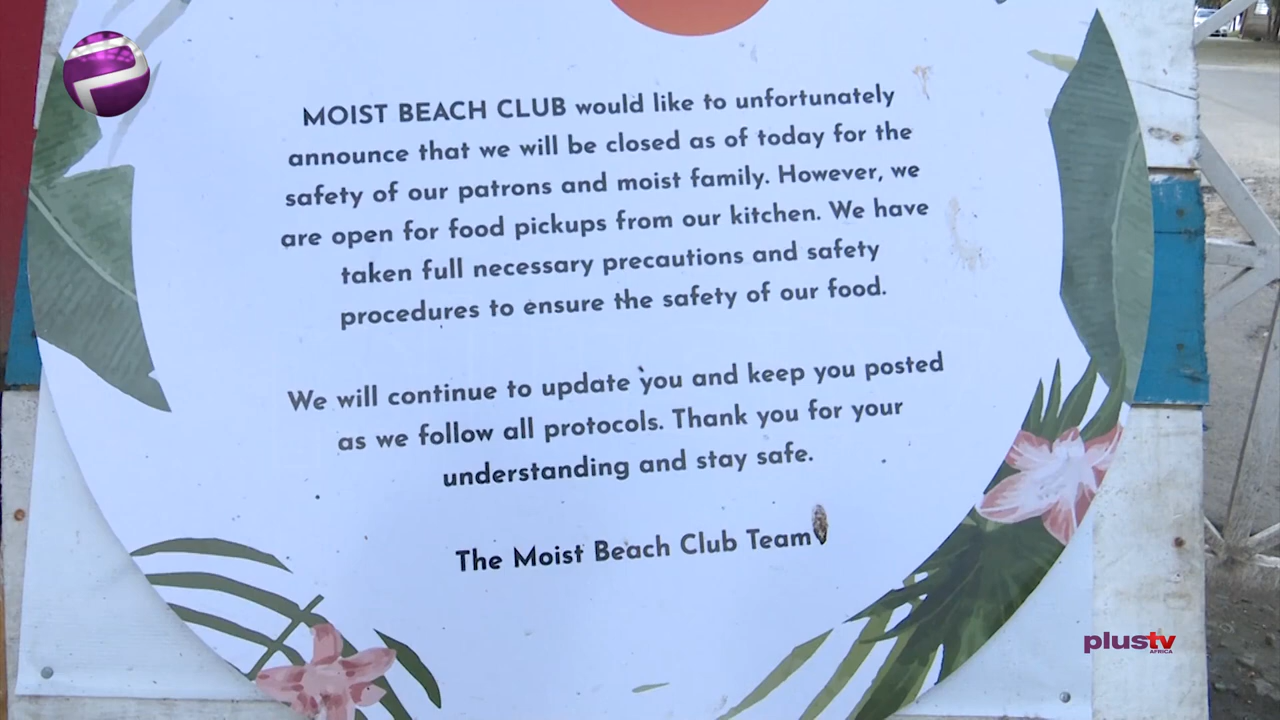 MOIST BEACH CLUB would like to unfortunately
announce that we will be closed as of today for the
safety of our patrons and moist family. However, we
are open for food pickups from our kitchen. We have
taken full necessary precautions and safety
procedures to ensure the safety of our food.
We will continue to update you and keep you posted
as we follow all protocols. Thank you for your
understanding and stay safe.
The Moist Beach Club Team
plustv
AFRICA